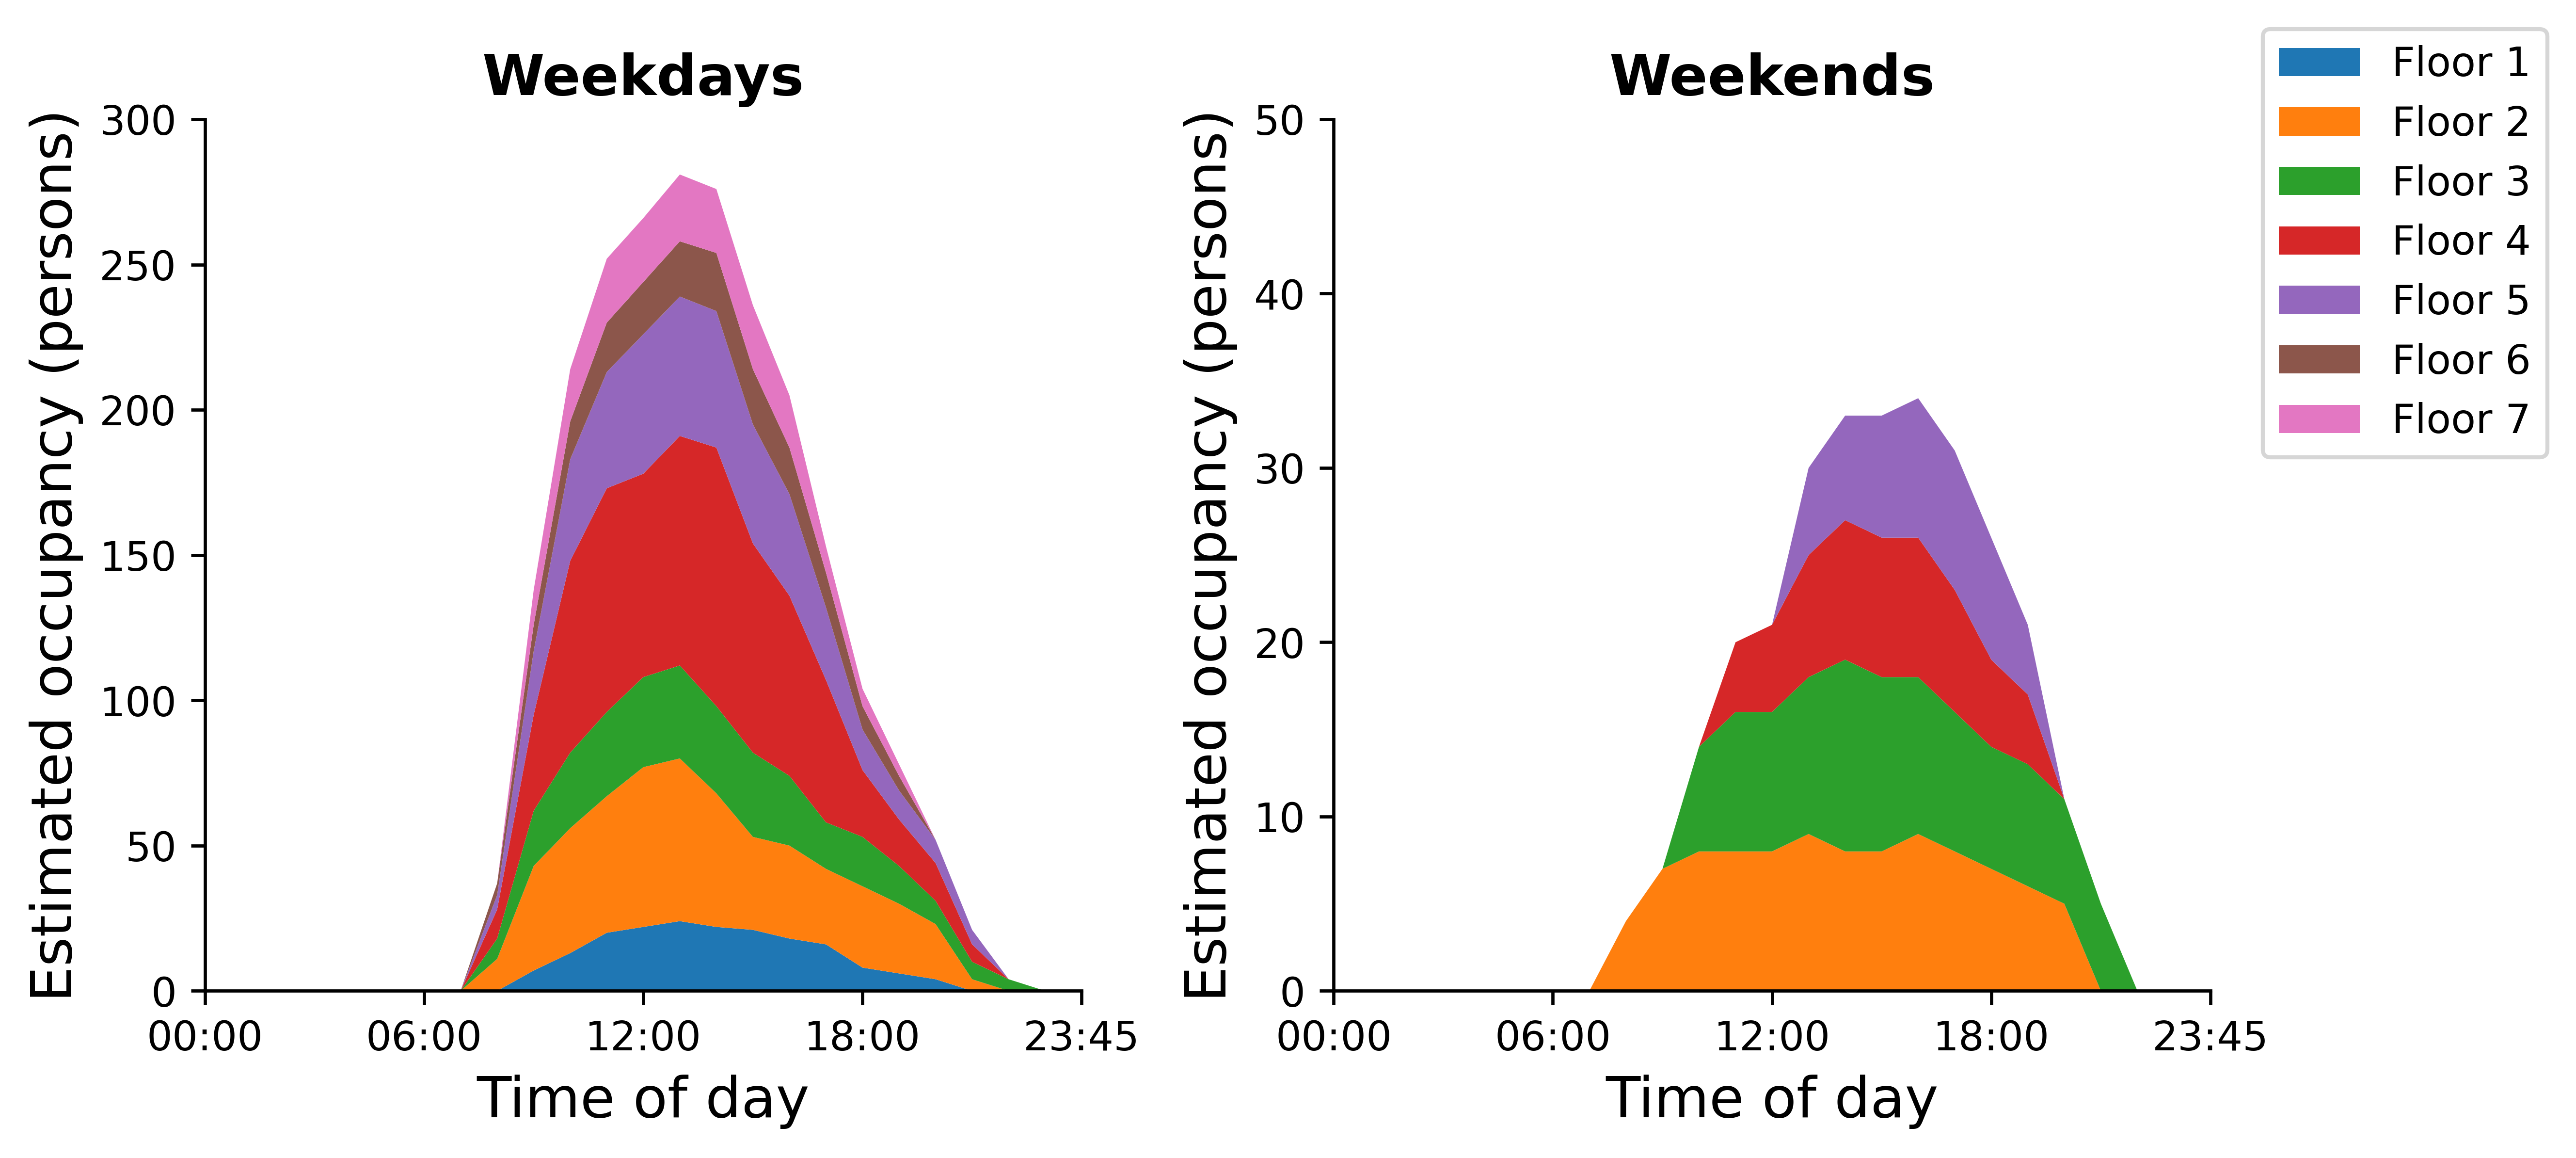 Weekdays
Estimated occupancy (persons)
300
250
200
150
100
50
0
00:00
06:00
12:00
18:00
23:45
Time of day
Weekends
Estimated occupancy (persons)
50
40
30
20
10
0
00:00
06:00
12:00
18:00
23:45
Time of day
Floor 1
Floor 2
Floor 3
Floor 4
Floor 5
Floor 6
Floor 7